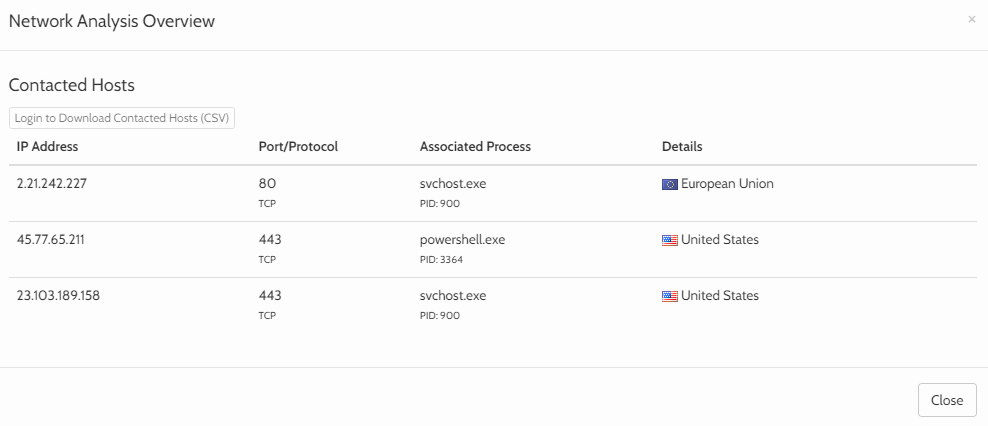 Network Analysis Overview
×
Contacted Hosts
Login to Download Contacted Hosts (CSV)
IP Address Port/Protocol Associated Process Details
2.21.242.227 80 svchost.exe European Union
TCP PID: 900
45.77.65.211 443 powershell.exe United States
TCP PID: 3364
23.103.189.158 443 svchost.exe United States
TCP PID: 900
Close